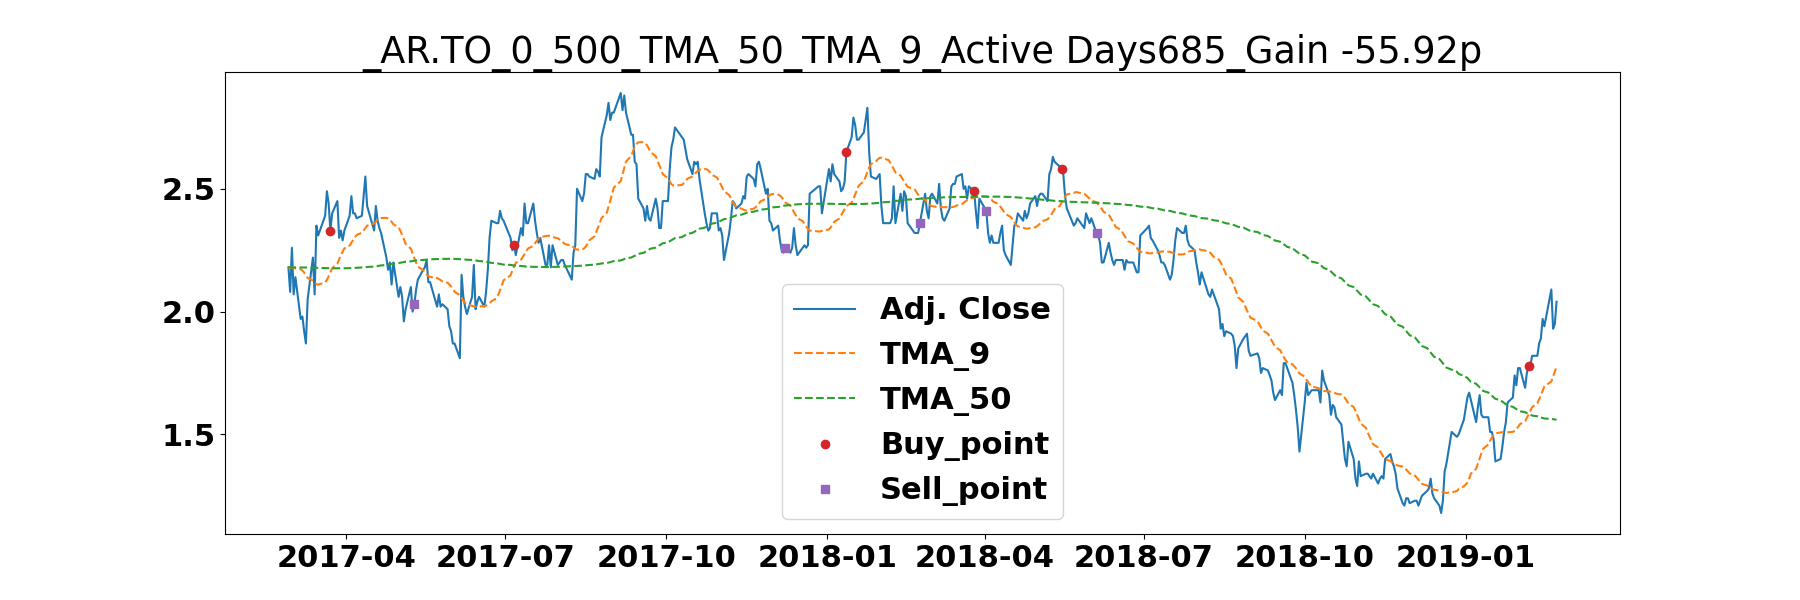 _AR.TO_0_500_TMA_50_TMA_9_Active Days685_Gain -55.92p
2.5
2.0
1.5
Adj. Close
TMA_9
TMA_50
Buy_point
Sell_point
2017-04 2017-07 2017-10 2018-01 2018-04 2018-07 2018-10 2019-01